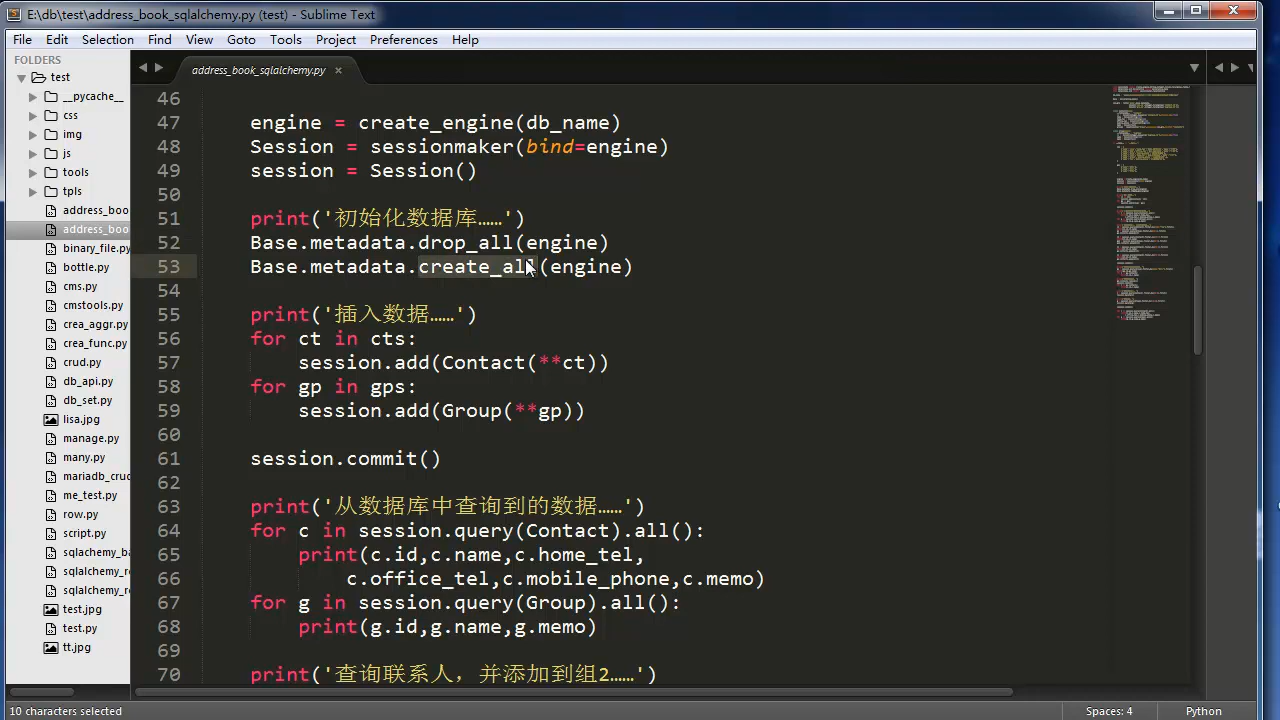 E:\db\test\address_book_sqlalchemy.py (test) - Sublime Text
File Edit Selection Find View Goto Tools Project Preferences Help
FOLDERS
test
__pycache__
css
img
js
tools
tpls
address_boo
address_boo
binary_file.py
bottle.py
cms.py
cmstools.py
crea_aggr.py
crea_func.py
crud.py
db_api.py
db_set.py
lisa.jpg
manage.py
many.py
mariadb_crud
me_test.py
row.py
script.py
sqlachemy_ba
sqlalchemy_re
sqlalchemy_re
test.jpg
test.py
tt.jpg
address_book_sqlalchemy.py ×
46
47 engine = create_engine(db_name)
48 Session = sessionmaker(bind=engine)
49 session = Session()
50
51 print('初始化数据库……')
52 Base.metadata.drop_all(engine)
53 Base.metadata.create_all(engine)
54
55 print('插入数据……')
56 for ct in cts:
57 session.add(Contact(**ct))
58 for gp in gps:
59 session.add(Group(**gp))
60
61 session.commit()
62
63 print('从数据库中查询到的数据……')
64 for c in session.query(Contact).all():
65 print(c.id,c.name,c.home_tel,
66 c.office_tel,c.mobile_phone,c.memo)
67 for g in session.query(Group).all():
68 print(g.id,g.name,g.memo)
69
70 print('查询联系人，并添加到组2……')
10 characters selected
Spaces: 4
Python